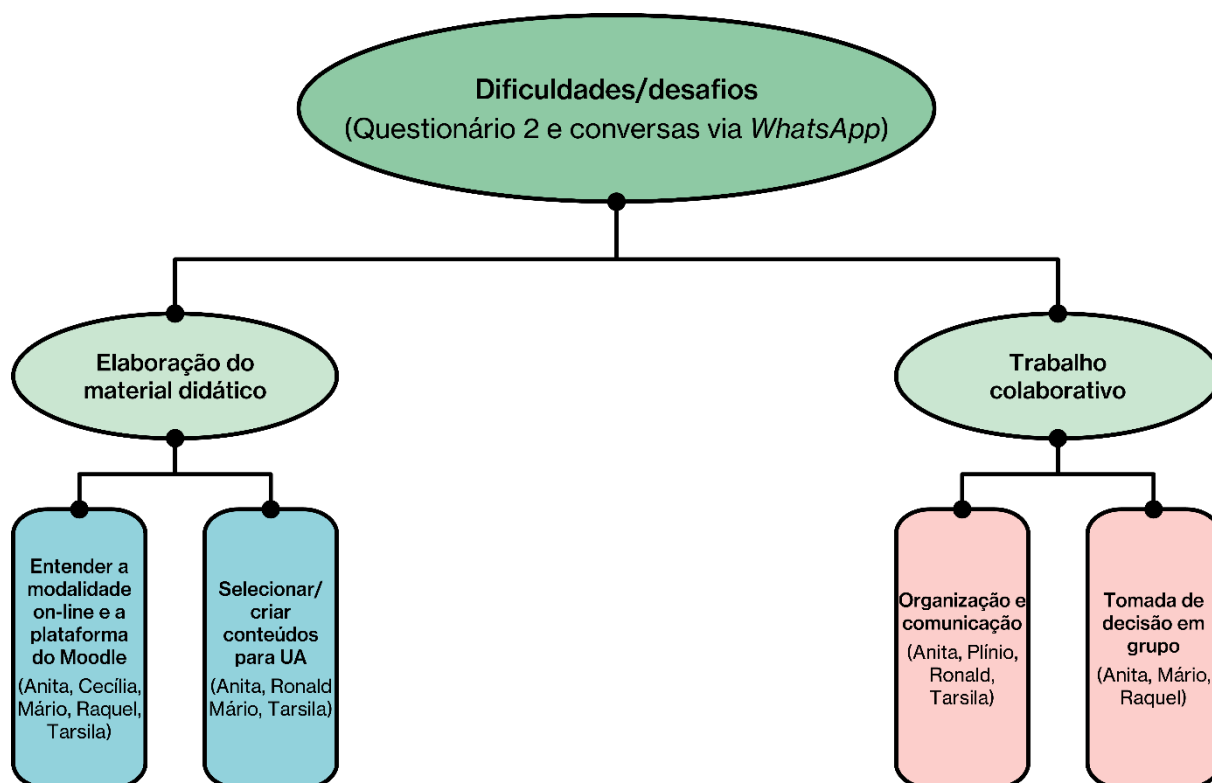 Dificuldades/desafios
(Questionário 2 e conversas via WhatsApp)
Elaboração do
material didático
Trabalho
colaborativo
Entender a
modalidade
on-line e a
plataforma
do Moodle
(Anita, Cecília,
Mário, Raquel,
Tarsila)
Selecionar/
criar
conteúdos
para UA
(Anita, Ronald
Mário, Tarsila)
Organização e
comunicação
(Anita, Plínio,
Ronald,
Tarsila)
Tomada de
decisão em
grupo
(Anita, Mário,
Raquel)